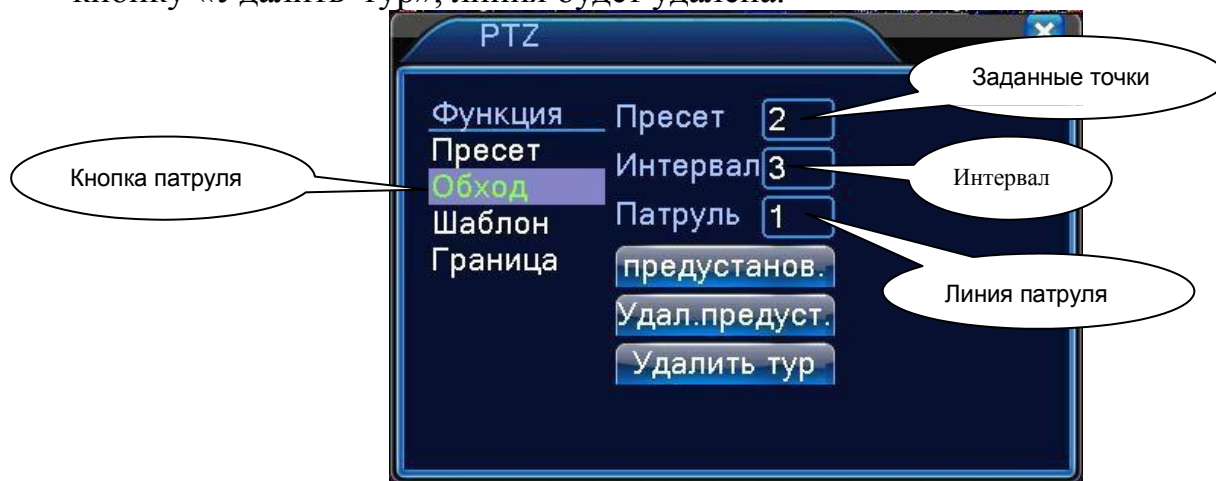 кнопку «Удалить тур», линия будет удалена.
PTZ
Заданные точки
Функция
Пресет 2
Пресет
Интервал 3
Интервал
Кнопка патруля
Обход
Шаблон
Патруль 1
Граница
предустанов.
Линия патруля
Удал.предуст.
Удалить тур